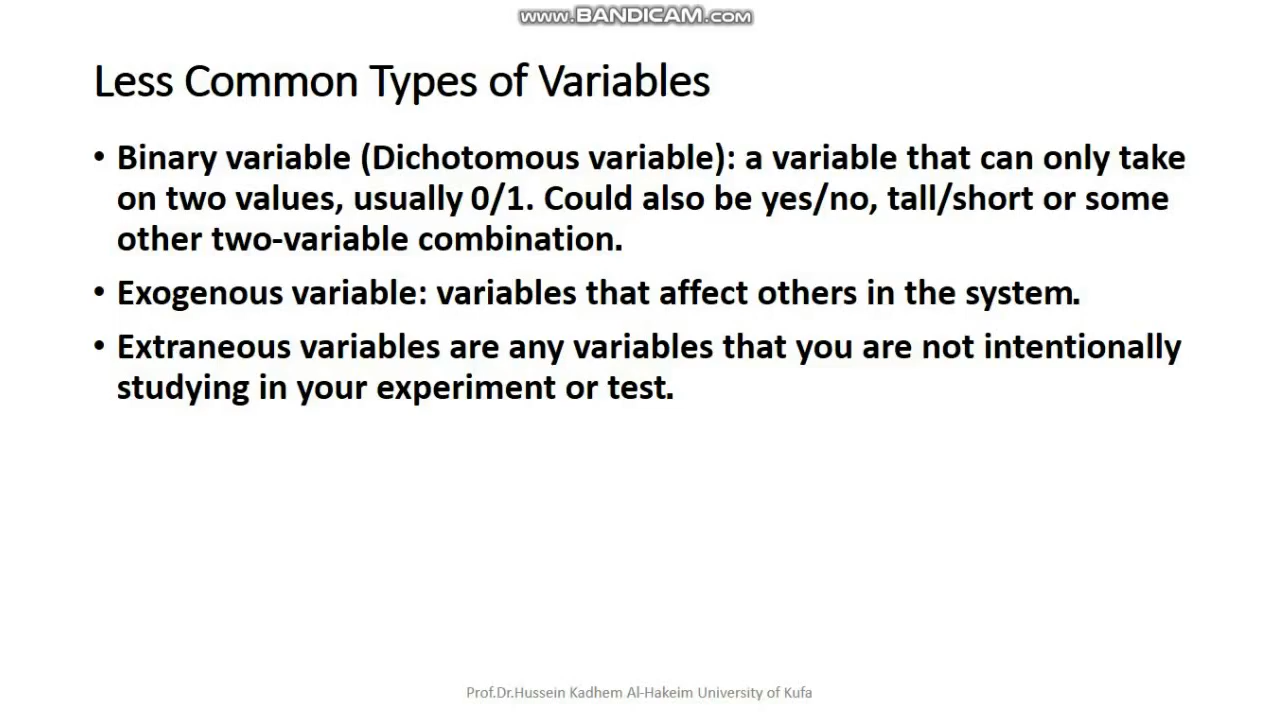 www.BANDICAM.com
Less Common Types of Variables
• Binary variable (Dichotomous variable): a variable that can only take
on two values, usually 0/1. Could also be yes/no, tall/short or some
other two-variable combination.
• Exogenous variable: variables that affect others in the system.
• Extraneous variables are any variables that you are not intentionally
studying in your experiment or test.
Prof.Dr.Hussein Kadhem Al-Hakeim University of Kufa